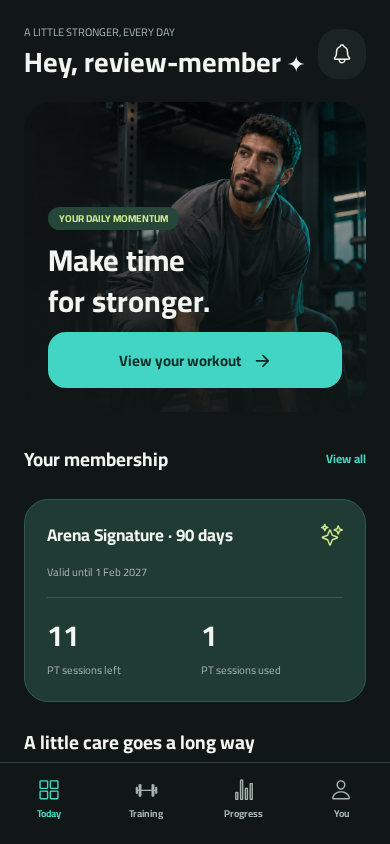 A LITTLE STRONGER, EVERY DAY
Hey, review-member ✦
YOUR DAILY MOMENTUM
Make time
for stronger.
View your workout →
Your membership
View all
Arena Signature · 90 days
Valid until 1 Feb 2027
11
PT sessions left
1
PT sessions used
A little care goes a long way
Today
Training
Progress
You